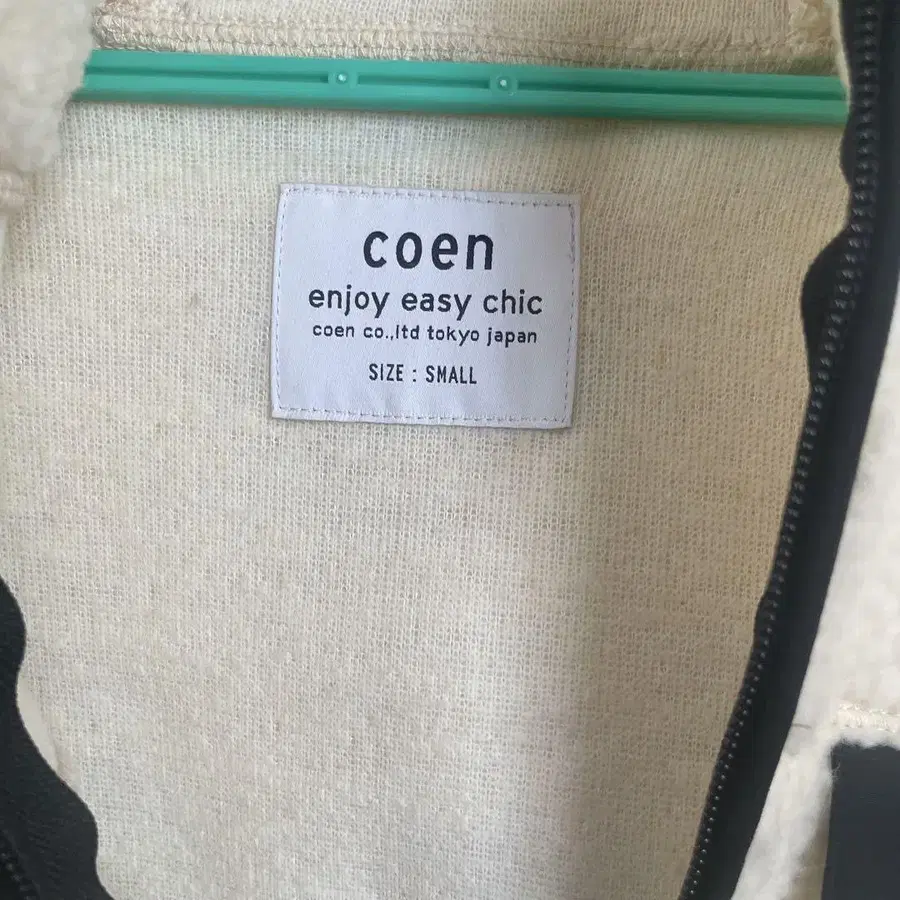 coen
enjoy easy chic
coen co.,ltd tokyo japan
SIZE : SMALL